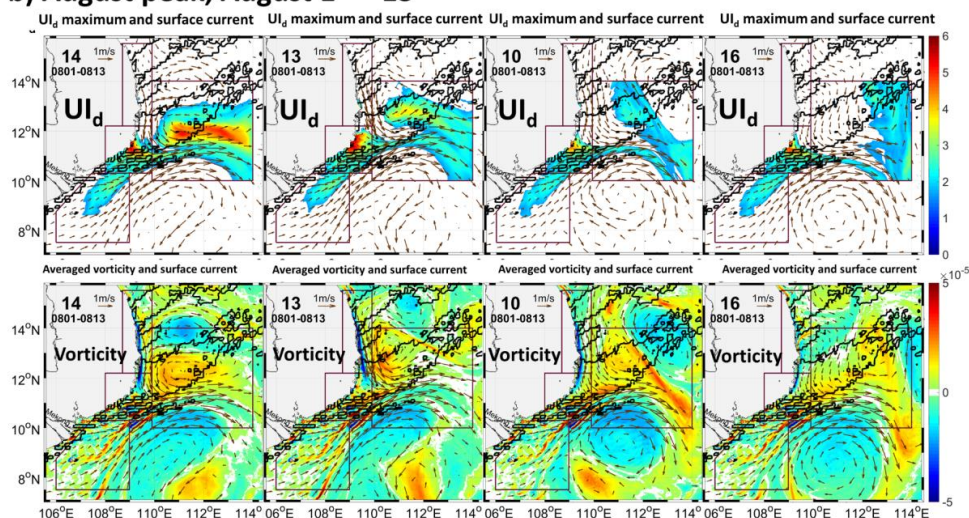 UId maximum and surface current UId maximum and surface current UId maximum and surface current UId maximum and surface current
14 1m/s 13 1m/s 10 1m/s 16 1m/s
0801-0813 0801-0813 0801-0813 0801-0813
UId UId UId UId
14°N
12°N
10°N
8°N
6
5
4
3
2
1
0
Averaged vorticity and surface current Averaged vorticity and surface current Averaged vorticity and surface current Averaged vorticity and surface current
14 1m/s 13 1m/s 10 1m/s 16 1m/s
0801-0813 0801-0813 0801-0813 0801-0813
Vorticity Vorticity Vorticity Vorticity
14°N
12°N
10°N
8°N
×10-5
5
0
-5
106°E 108°E 110°E 112°E 114° 106°E 108°E 110°E 112°E 114° 106°E 108°E 110°E 112°E 114° 106°E 108°E 110°E 112°E 114°E